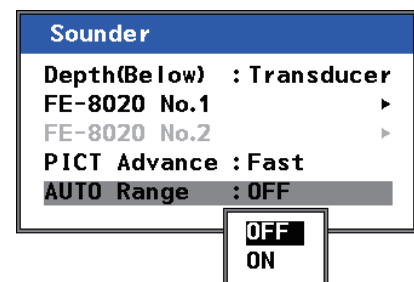 Sounder
Depth(Below) : Transducer
FE-8020 No.1 ►
FE-8020 No.2 ►
PICT Advance : Fast
AUTO Range : OFF
OFF
ON